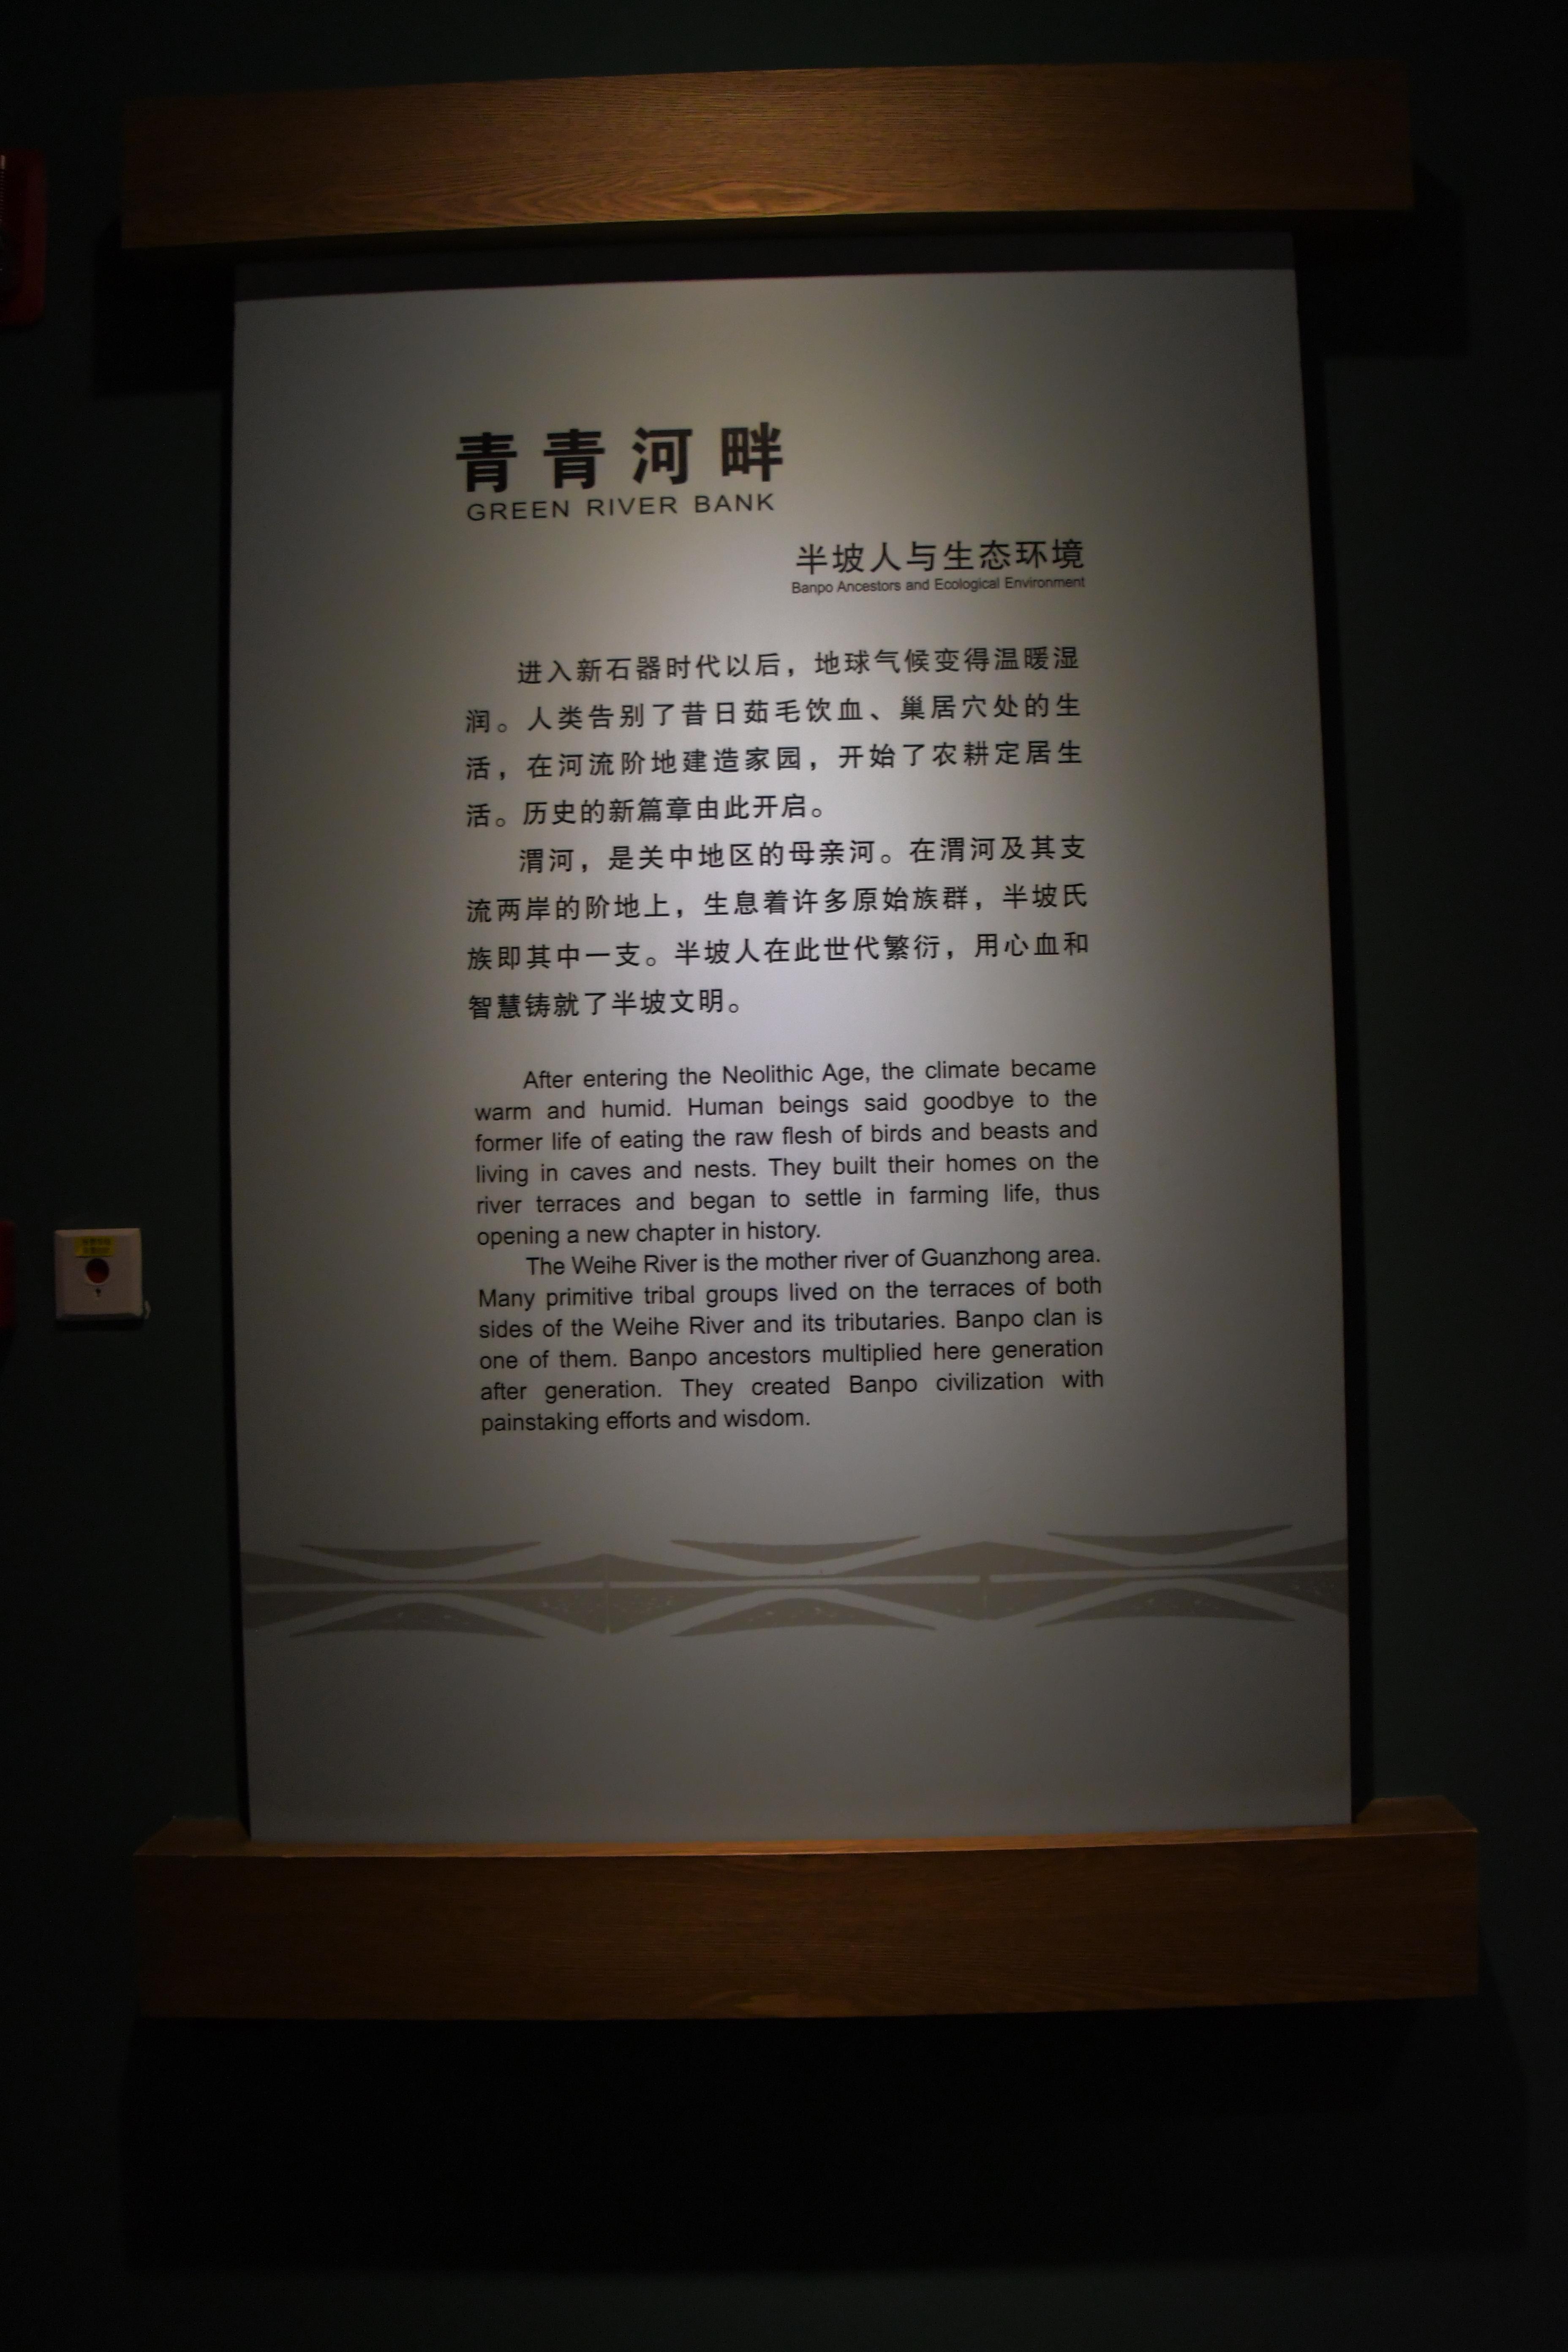 青青河畔
GREEN RIVER BANK
半坡人与生态环境
Banpo Ancestors and Ecological Environment
进入新石器时代以后，地球气候变得温暖湿
润。人类告别了昔日茹毛饮血、巢居穴处的生
活，在河流阶地建造家园，开始了农耕定居生
活。历史的新篇章由此开启。
渭河，是关中地区的母亲河。在渭河及其支
流两岸的阶地上，生息着许多原始族群，半坡氏
族即其中一支。半坡人在此世代繁衍，用心血和
智慧铸就了半坡文明。
After entering the Neolithic Age, the climate became
warm and humid. Human beings said goodbye to the
former life of eating the raw flesh of birds and beasts and
living in caves and nests. They built their homes on the
river terraces and began to settle in farming life, thus
opening a new chapter in history.
The Weihe River is the mother river of Guanzhong area.
Many primitive tribal groups lived on the terraces of both
sides of the Weihe River and its tributaries. Banpo clan is
one of them. Banpo ancestors multiplied here generation
after generation. They created Banpo civilization with
painstaking efforts and wisdom.